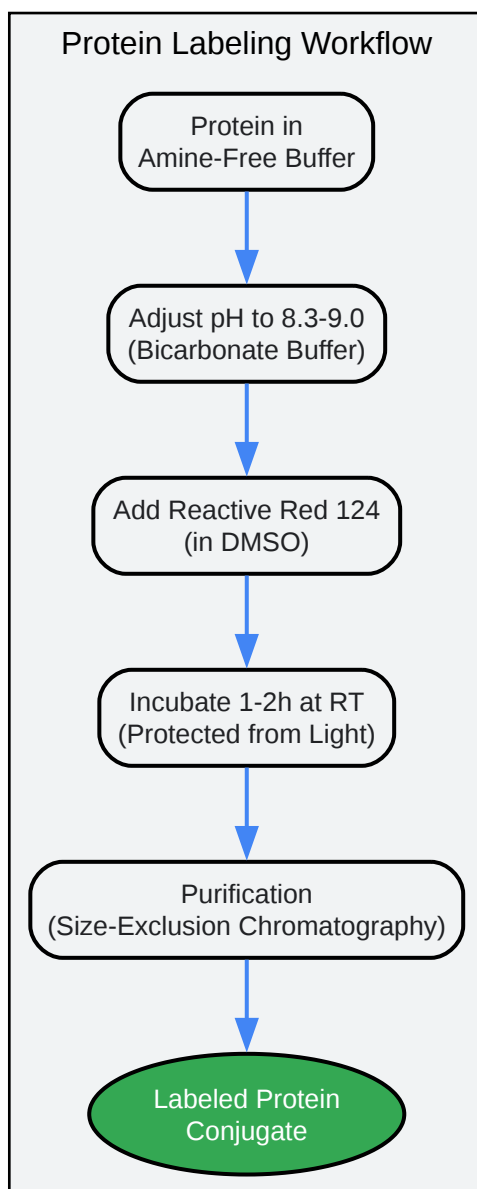 Protein Labeling Workflow
Protein in
Amine-Free Buffer
Adjust pH to 8.3-9.0
(Bicarbonate Buffer)
Add Reactive Red 124
(in DMSO)
Incubate 1-2h at RT
(Protected from Light)
Purification
(Size-Exclusion Chromatography)
Labeled Protein
Conjugate